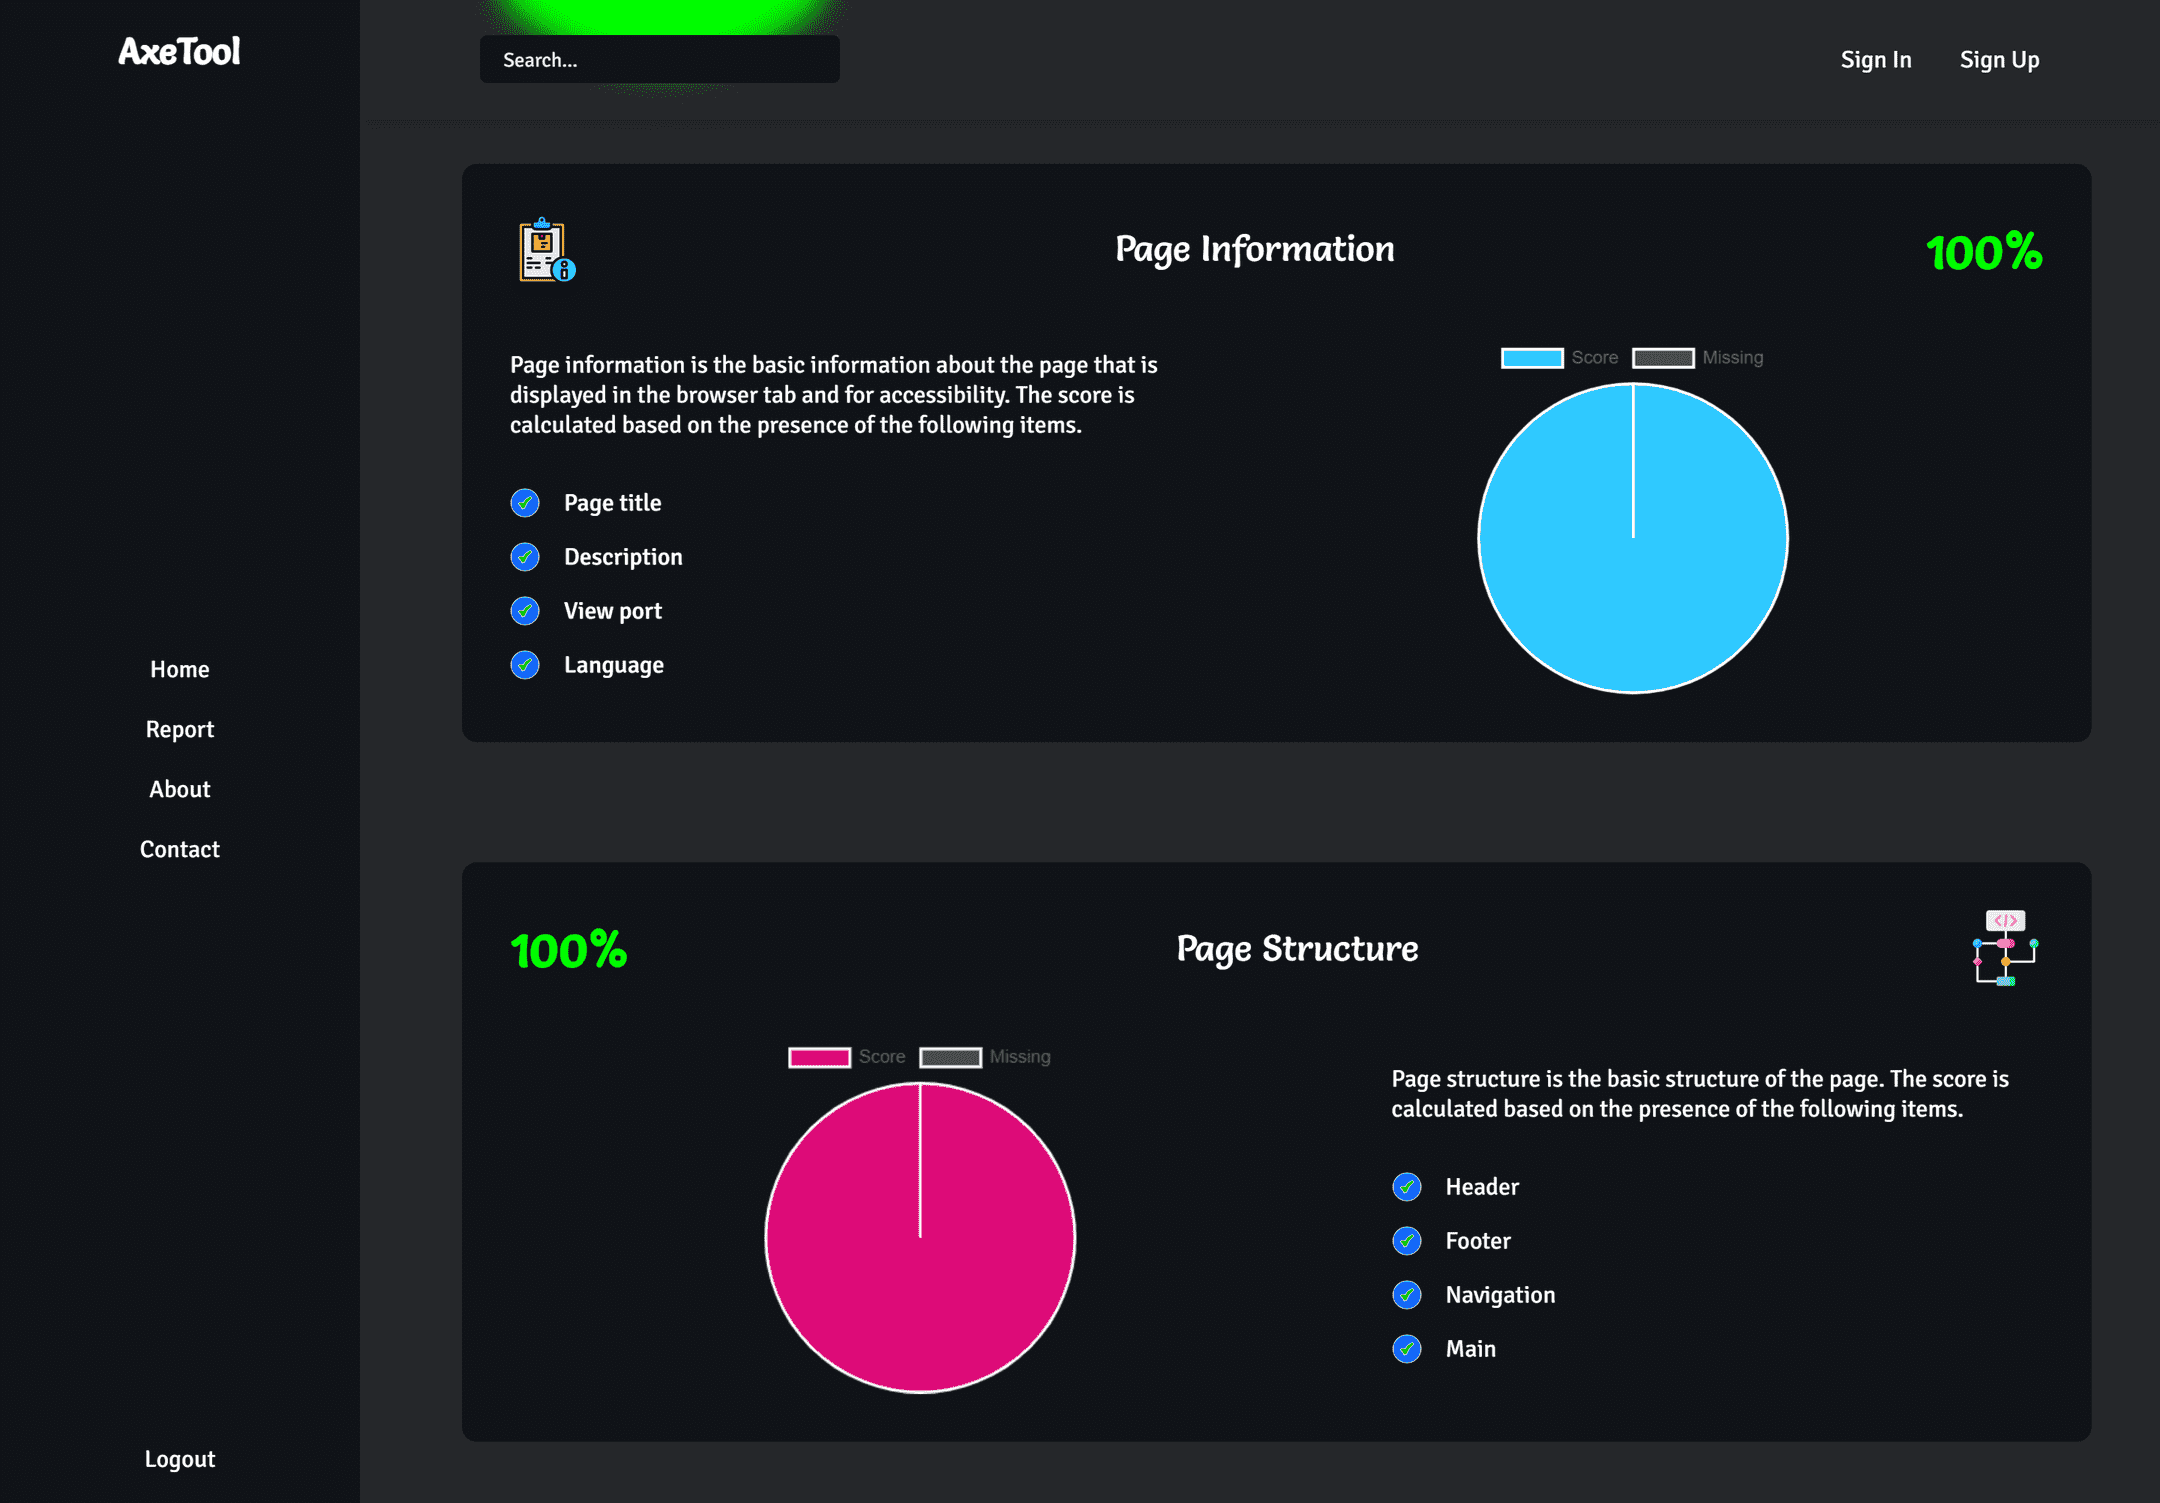 AxeTool
Home
Report
About
Contact
Logout
Search...
Sign In
Sign Up
Page Information
100%
Page information is the basic information about the page that is
displayed in the browser tab and for accessibility. The score is
calculated based on the presence of the following items.
Page title
Description
View port
Language
Score
Missing
100%
Page Structure
</>
Score
Missing
Page structure is the basic structure of the page. The score is
calculated based on the presence of the following items.
Header
Footer
Navigation
Main